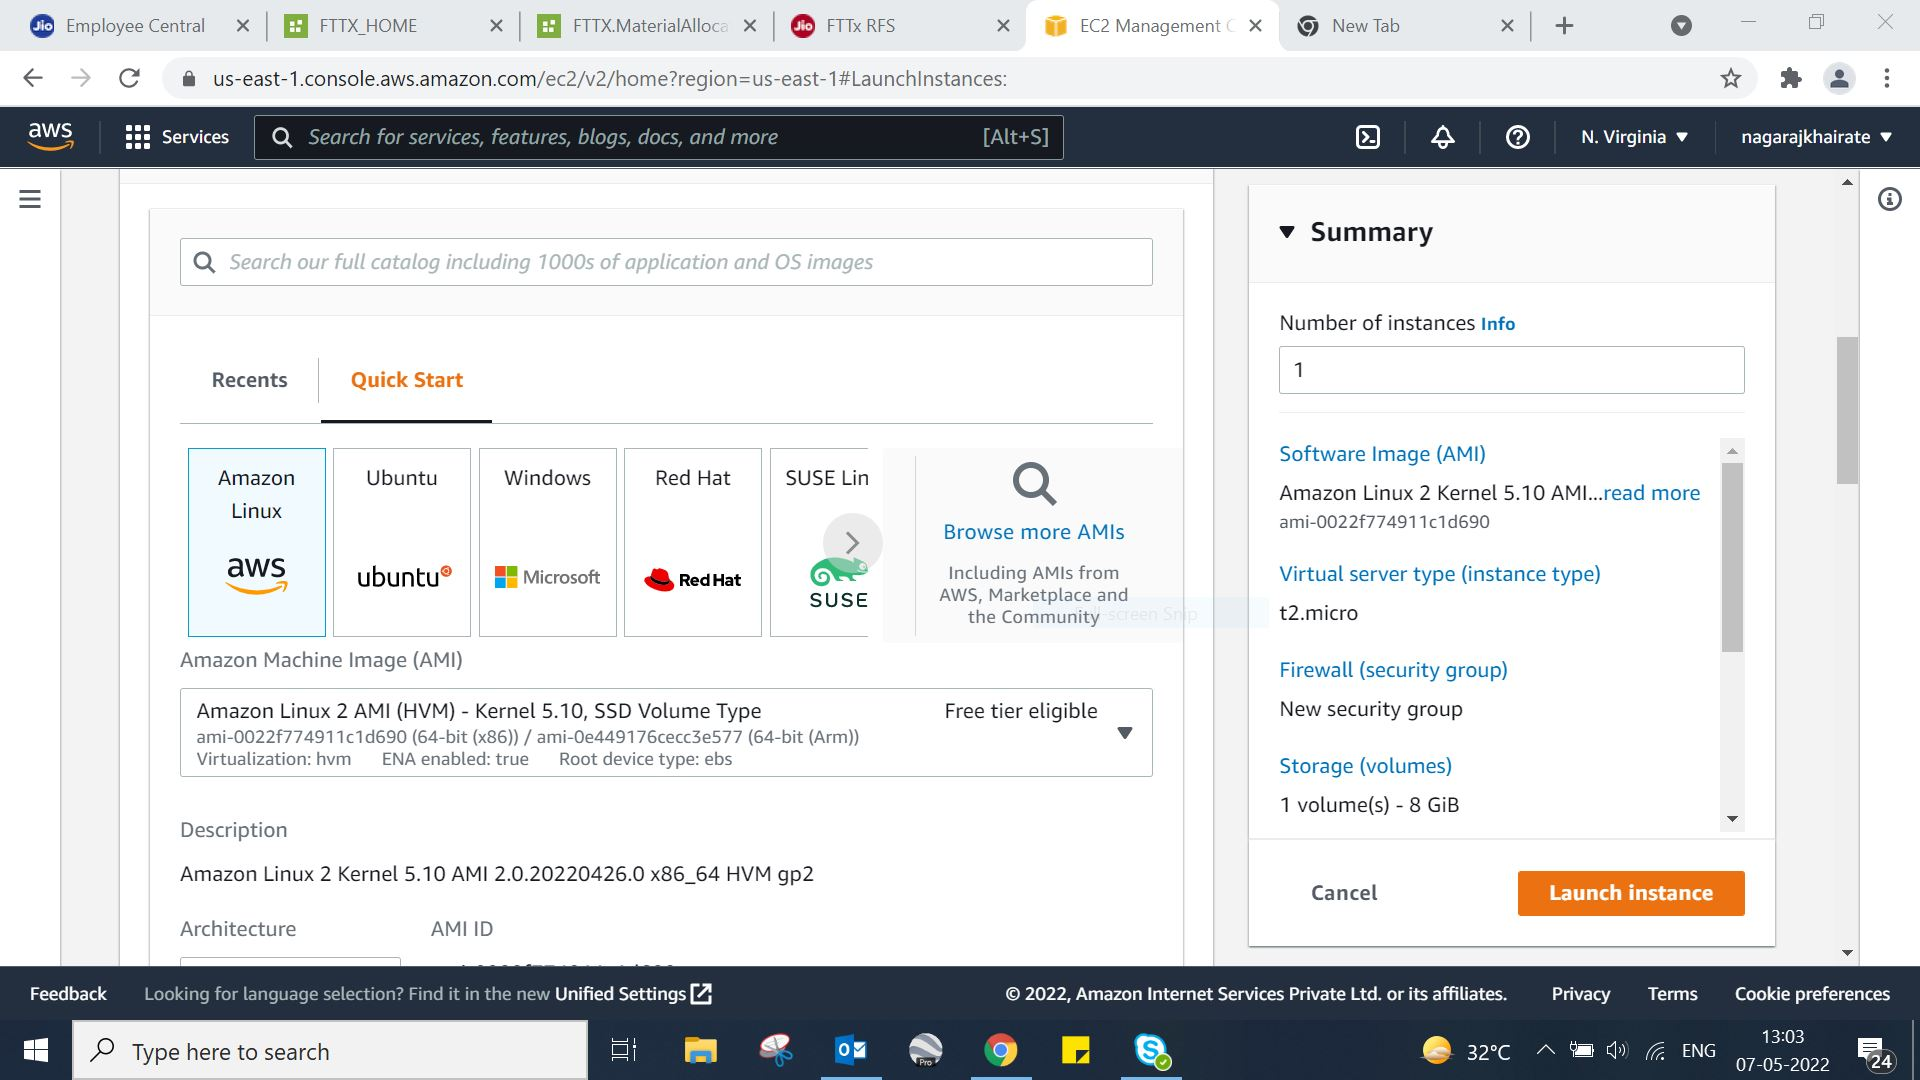 Employee Central
FTTX_HOME
FTTX.MaterialAlloca
FTTx RFS
EC2 Management C
New Tab
us-east-1.console.aws.amazon.com/ec2/v2/home?region=us-east-1#LaunchInstances:
aws
Services
Search for services, features, blogs, docs, and more
[Alt+S]
N. Virginia
nagarajkhairate
Search our full catalog including 1000s of application and OS images
Recents
Quick Start
Amazon
Linux
aws
Ubuntu
ubuntu
Windows
Microsoft
Red Hat
Red Hat
SUSE Lin
SUSE
Browse more AMIs
Including AMIs from
AWS, Marketplace and
the Community
-screen Snip
Amazon Machine Image (AMI)
Amazon Linux 2 AMI (HVM) - Kernel 5.10, SSD Volume Type
Free tier eligible
ami-0022f774911c1d690 (64-bit (x86)) / ami-0e449176cecc3e577 (64-bit (Arm))
Virtualization: hvm ENA enabled: true Root device type: ebs
Description
Amazon Linux 2 Kernel 5.10 AMI 2.0.20220426.0 x86_64 HVM gp2
Architecture
AMI ID
Summary
Number of instances Info
1
Software Image (AMI)
Amazon Linux 2 Kernel 5.10 AMI...read more
ami-0022f774911c1d690
Virtual server type (instance type)
t2.micro
Firewall (security group)
New security group
Storage (volumes)
1 volume(s) - 8 GiB
Cancel
Launch instance
Feedback
Looking for language selection? Find it in the new Unified Settings
© 2022, Amazon Internet Services Private Ltd. or its affiliates.
Privacy
Terms
Cookie preferences
Type here to search
Pro
32°C
ENG
13:03
07-05-2022
24